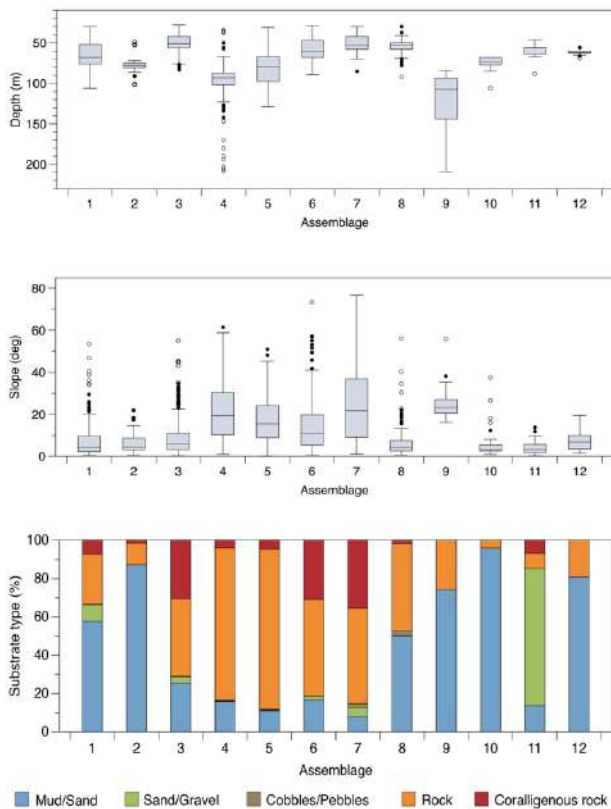 50
100
150
200
Depth (m)
1 2 3 4 5 6 7 8 9 10 11 12
Assemblage
80
60
40
20
0
Slope (deg)
1 2 3 4 5 6 7 8 9 10 11 12
Assemblage
100
80
60
40
20
0
Substrate type (%)
1 2 3 4 5 6 7 8 9 10 11 12
Assemblage
Mud/Sand Sand/Gravel Cobbles/Pebbles Rock Coralligenous rock